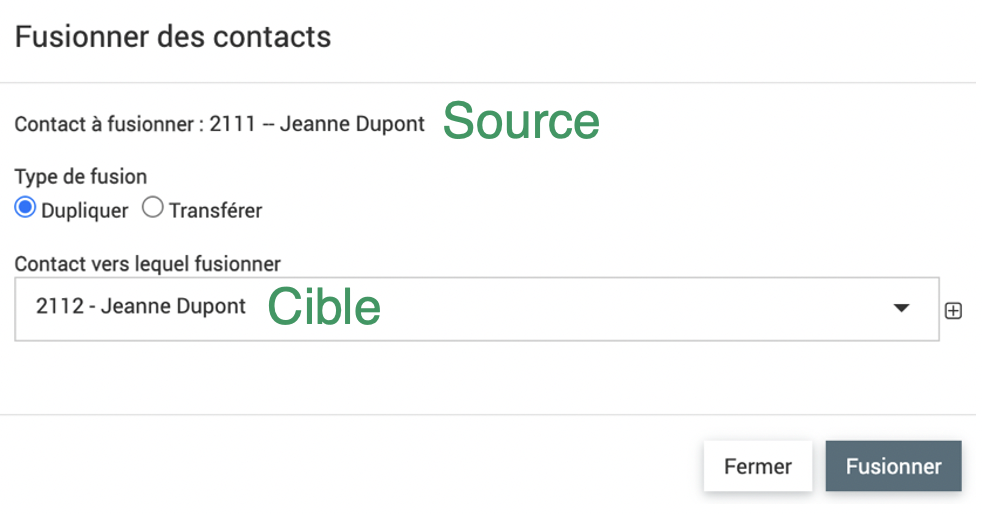 Fusionner des contacts
Contact à fusionner : 2111 -- Jeanne Dupont Source
Type de fusion
Dupliquer Transférer
Contact vers lequel fusionner
2112 - Jeanne Dupont Cible
Fermer Fusionner